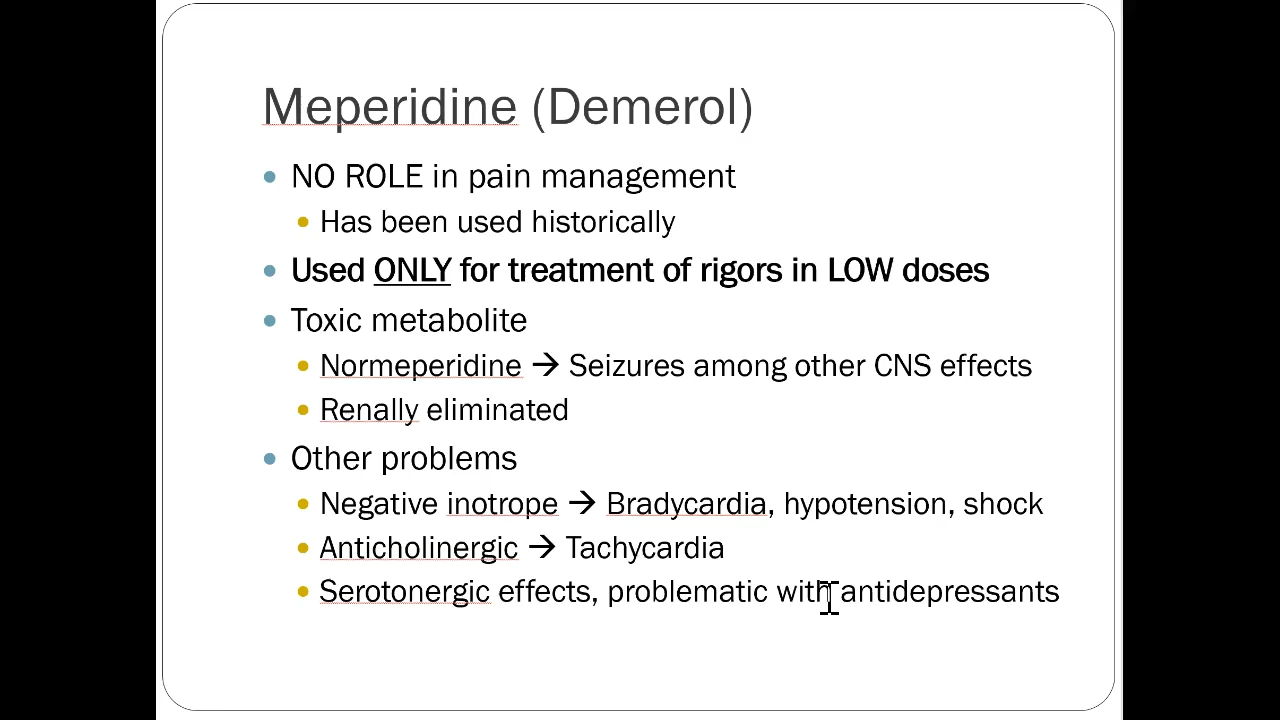 Meperidine (Demerol)
• NO ROLE in pain management
• Has been used historically
• Used ONLY for treatment of rigors in LOW doses
• Toxic metabolite
• Normeperidine → Seizures among other CNS effects
• Renally eliminated
• Other problems
• Negative inotrope → Bradycardia, hypotension, shock
• Anticholinergic → Tachycardia
• Serotonergic effects, problematic with antidepressants